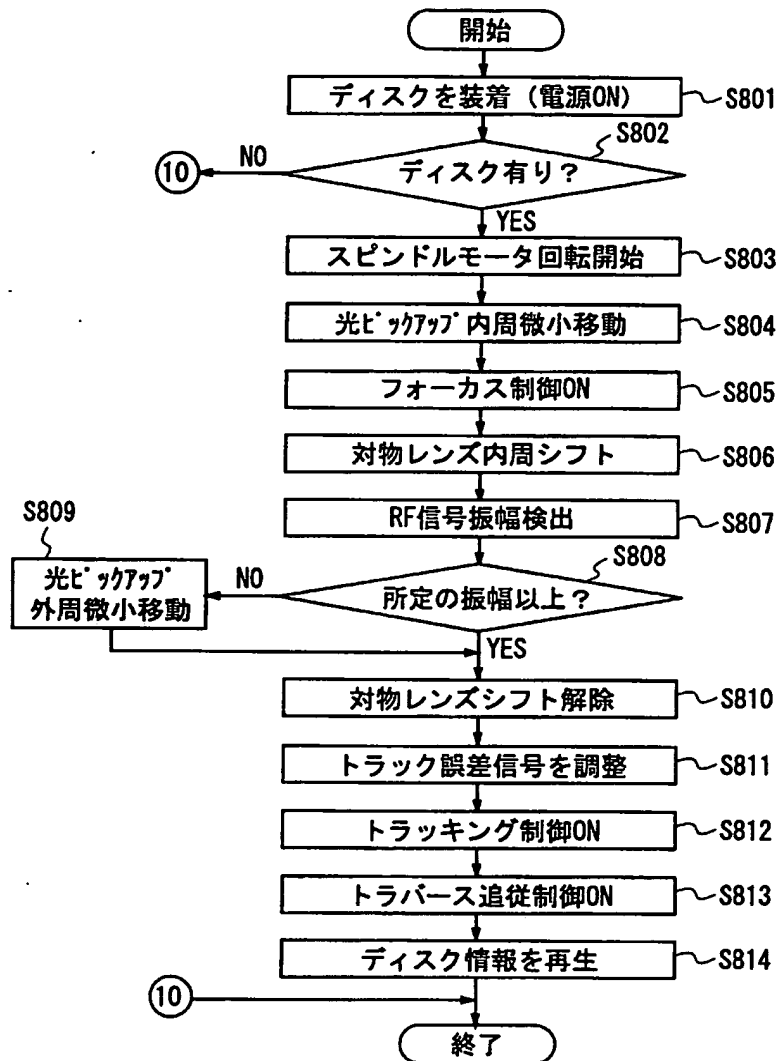 開始
ディスクを装着（電源ON） S801
S802
⑩ NO ディスク有り？
YES
スピンドルモータ回転開始 S803
光ピックアップ内周微小移動 S804
フォーカス制御ON S805
対物レンズ内周シフト S806
RF信号振幅検出 S807
S809
S808
光ピックアップ
外周微小移動
NO 所定の振幅以上？
YES
対物レンズシフト解除 S810
トラック誤差信号を調整 S811
トラッキング制御ON S812
トラバース追従制御ON S813
ディスク情報を再生 S814
⑩
終了